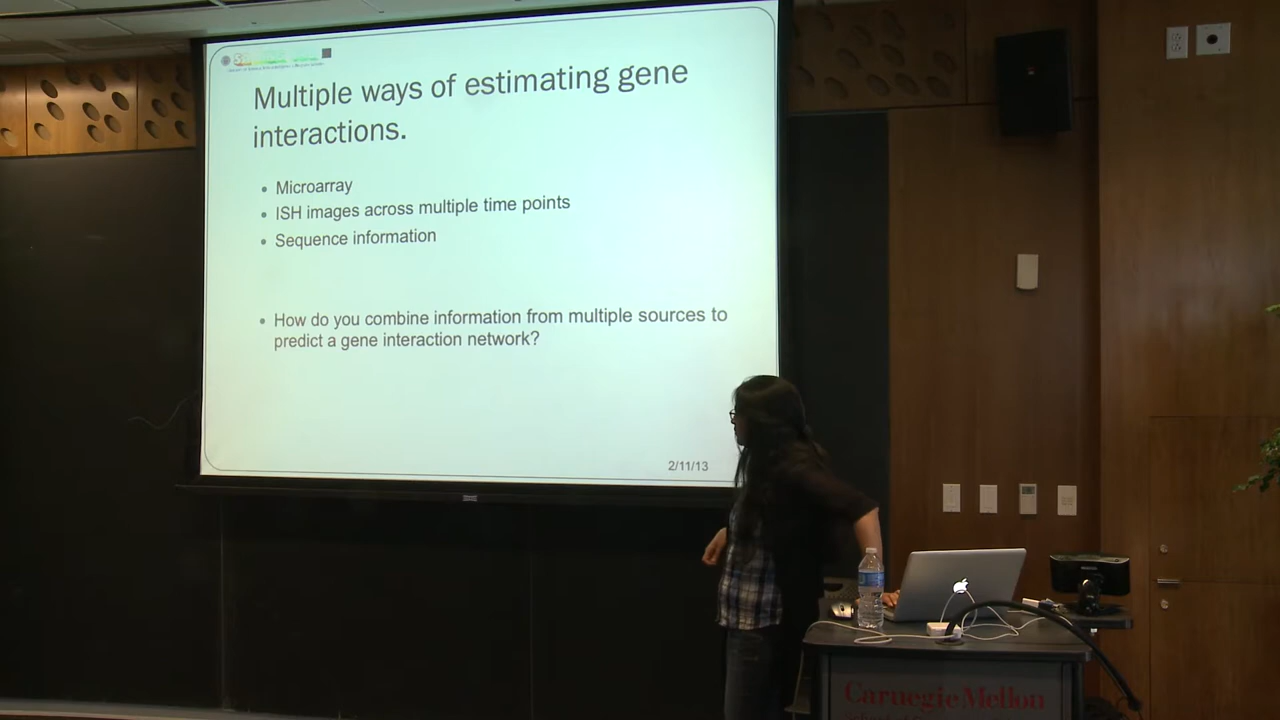 Multiple ways of estimating gene
interactions.
• Microarray
• ISH images across multiple time points
• Sequence information
• How do you combine information from multiple sources to
predict a gene interaction network?
2/11/13
Carnegie Mellon